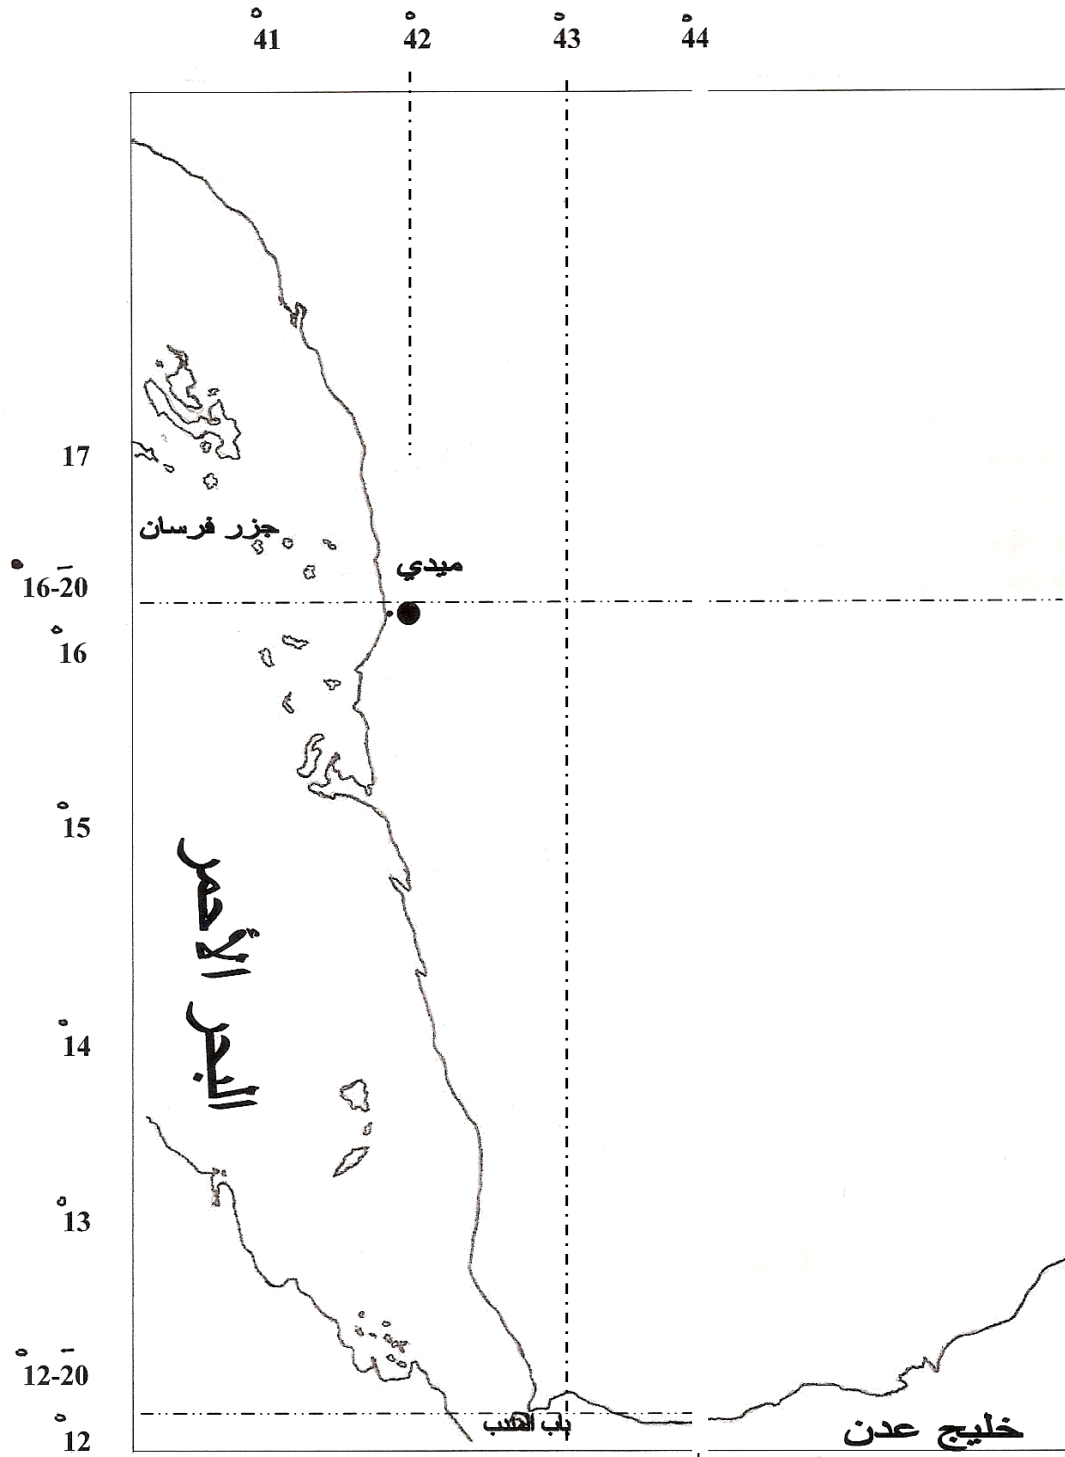 41° 42° 43° 44°
17
جزر فرسان
ميدي
16°-20
16°
15°
البحر الأحمر
14°
13°
12°-20
باب المندب
خليج عدن
12°